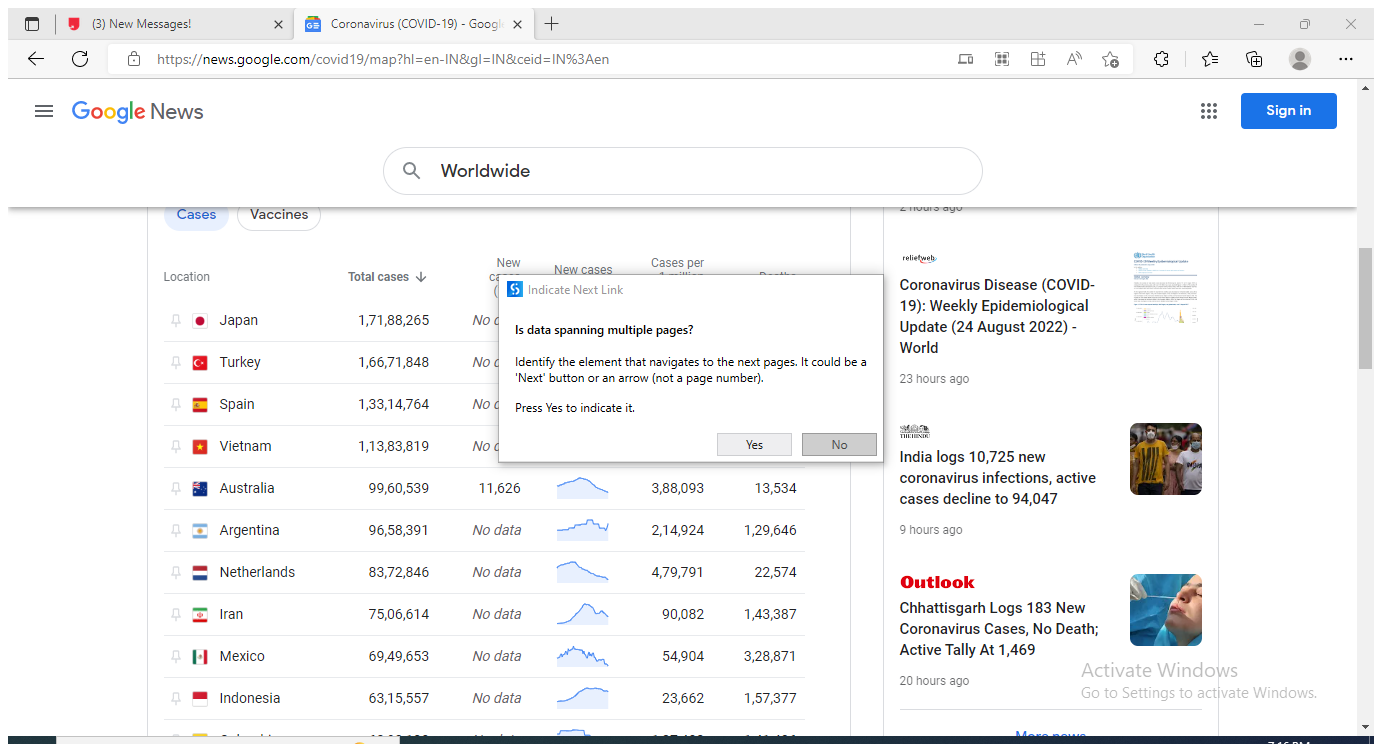 (3) New Messages!
Coronavirus (COVID-19) - Google
https://news.google.com/covid19/map?hl=en-IN&gl=IN&ceid=IN%3Aen
Google News
Sign in
Worldwide
Cases
Vaccines
Location
Total cases
New
New cases
Cases per
Japan 1,71,88,265 No
Turkey 1,66,71,848 No
Spain 1,33,14,764 No
Vietnam 1,13,83,819 No
Australia 99,60,539 11,626 3,88,093 13,534
Argentina 96,58,391 No data 2,14,924 1,29,646
Netherlands 83,72,846 No data 4,79,791 22,574
Iran 75,06,614 No data 90,082 1,43,387
Mexico 69,49,653 No data 54,904 3,28,871
Indonesia 63,15,557 No data 23,662 1,57,377
Indicate Next Link
Is data spanning multiple pages?
Identify the element that navigates to the next pages. It could be a
'Next' button or an arrow (not a page number).
Press Yes to indicate it.
Yes
No
2 hours ago
reliefweb
Coronavirus Disease (COVID-
19): Weekly Epidemiological
Update (24 August 2022) -
World
23 hours ago
THE HINDU
India logs 10,725 new
coronavirus infections, active
cases decline to 94,047
9 hours ago
Outlook
Chhattisgarh Logs 183 New
Coronavirus Cases, No Death;
Active Tally At 1,469
20 hours ago
More news
Activate Windows
Go to Settings to activate Windows.